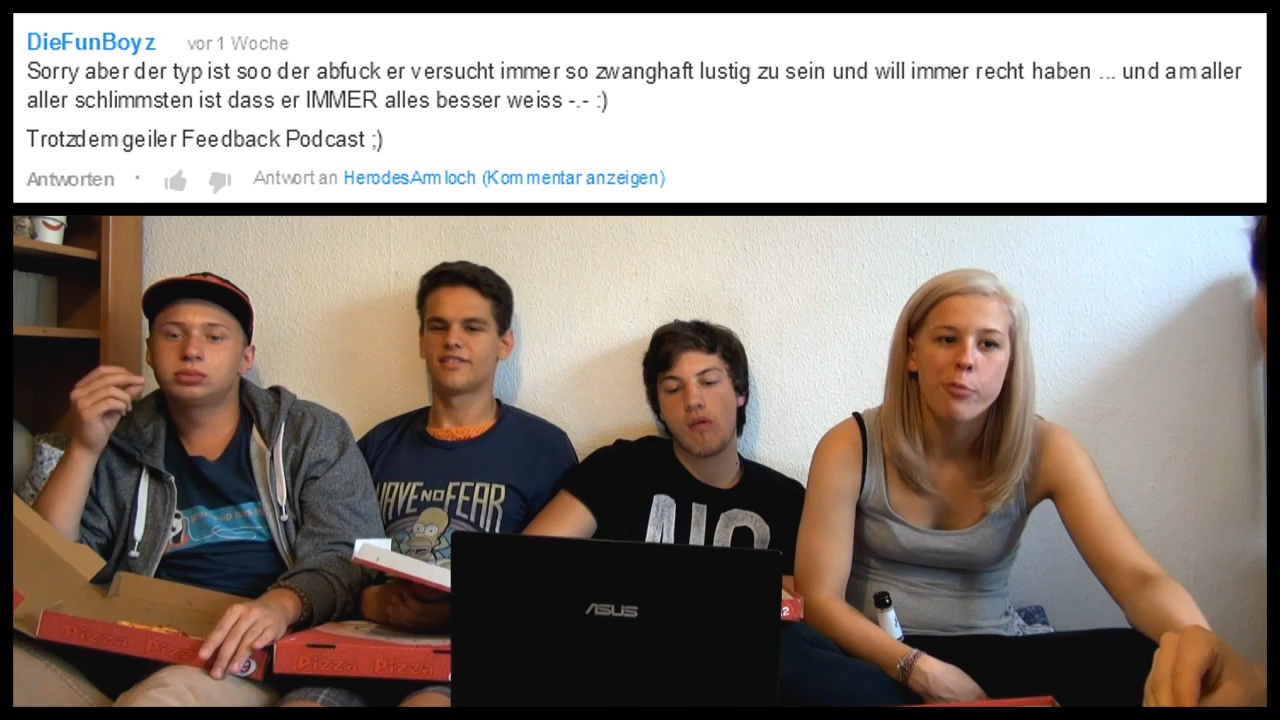 DieFunBoyz vor 1 Woche
Sorry aber der typ ist soo der abfuck er versucht immer so zwanghaft lustig zu sein und will immer recht haben ... und am aller
aller schlimmsten ist dass er IMMER alles besser weiss -.- :)
Trotzdem geiler Feedback Podcast ;)
Antworten · Antwort an HerodesArmloch (Kommentar anzeigen)
HAVE NO FEAR
ASUS
Pizza
Pizza Pizza